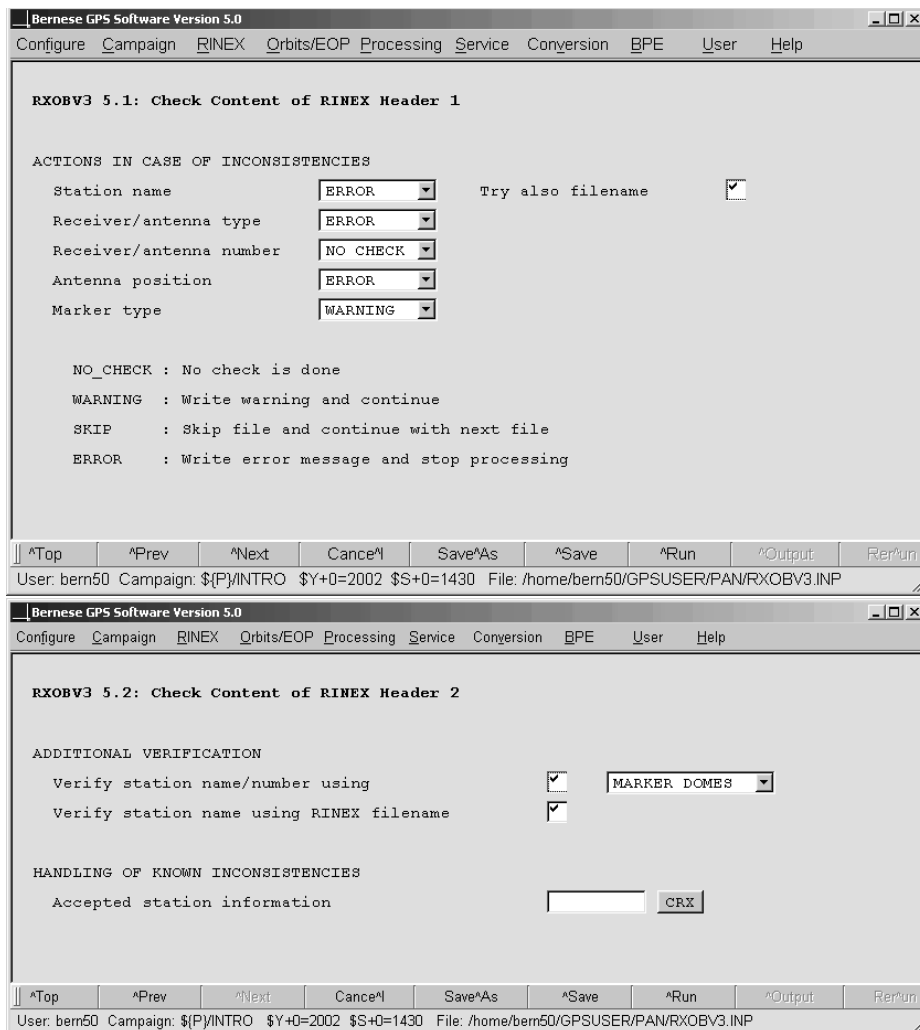 Bernese GPS Software Version 5.0
Configure Campaign RINEX Orbits/EOP Processing Service Conversion BPE User Help
RXOBV3 5.1: Check Content of RINEX Header 1
ACTIONS IN CASE OF INCONSISTENCIES
Station name ERROR Try also filename
Receiver/antenna type ERROR
Receiver/antenna number NO CHECK
Antenna position ERROR
Marker type WARNING
NO_CHECK : No check is done
WARNING : Write warning and continue
SKIP : Skip file and continue with next file
ERROR : Write error message and stop processing
^Top ^Prev ^Next Cance^l Save^As ^Save ^Run ^Output Rer^un
User: bern50 Campaign: ${P}/INTRO $Y+0=2002 $S+0=1430 File: /home/bern50/GPSUSER/PAN/RXOBV3.INP
Bernese GPS Software Version 5.0
Configure Campaign RINEX Orbits/EOP Processing Service Conversion BPE User Help
RXOBV3 5.2: Check Content of RINEX Header 2
ADDITIONAL VERIFICATION
Verify station name/number using MARKER DOMES
Verify station name using RINEX filename
HANDLING OF KNOWN INCONSISTENCIES
Accepted station information CRX
^Top ^Prev ^Next Cance^l Save^As ^Save ^Run ^Output Rer^un
User: bern50 Campaign: ${P}/INTRO $Y+0=2002 $S+0=1430 File: /home/bern50/GPSUSER/PAN/RXOBV3.INP